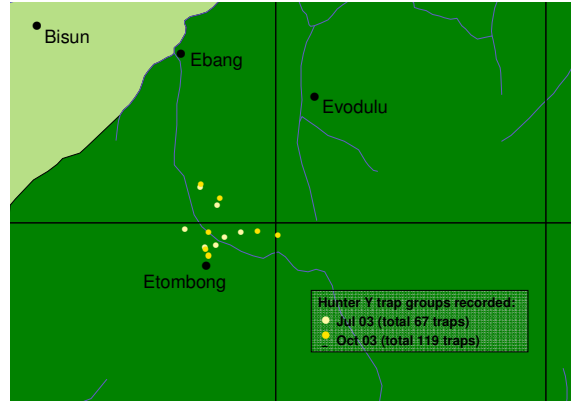 Bisun
Ebang
Evodulu
Etombong
Hunter Y trap groups recorded:
Jul 03 (total 67 traps)
Oct 03 (total 119 traps)